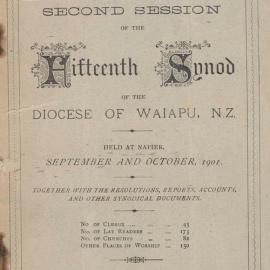 SECOND SESSION
OF THE
Fifteenth Synod
OF THE
DIOCESE OF WAIAPU, N.Z.
HELD AT NAPIER,
SEPTEMBER AND OCTOBER, 1901.
TOGETHER WITH THE RESOLUTIONS, REPORTS, ACCOUNTS,
AND OTHER SYNODICAL DOCUMENTS.
NO. OF CLERGY ... ... 45
NO. OF LAY READERS ... 175
NO. OF CHURCHES ... 82
OTHER PLACES OF WORSHIP ... 150